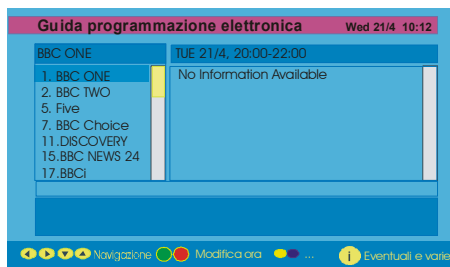 Guida programmazione elettronica Wed 21/4 10:12
BBC ONE
TUE 21/4, 20:00-22:00
1. BBC ONE
2. BBC TWO
5. Five
7. BBC Choice
11.DISCOVERY
15.BBC NEWS 24
17.BBCi
No Information Available
Navigazione Modifica ora ... i Eventuali e varie